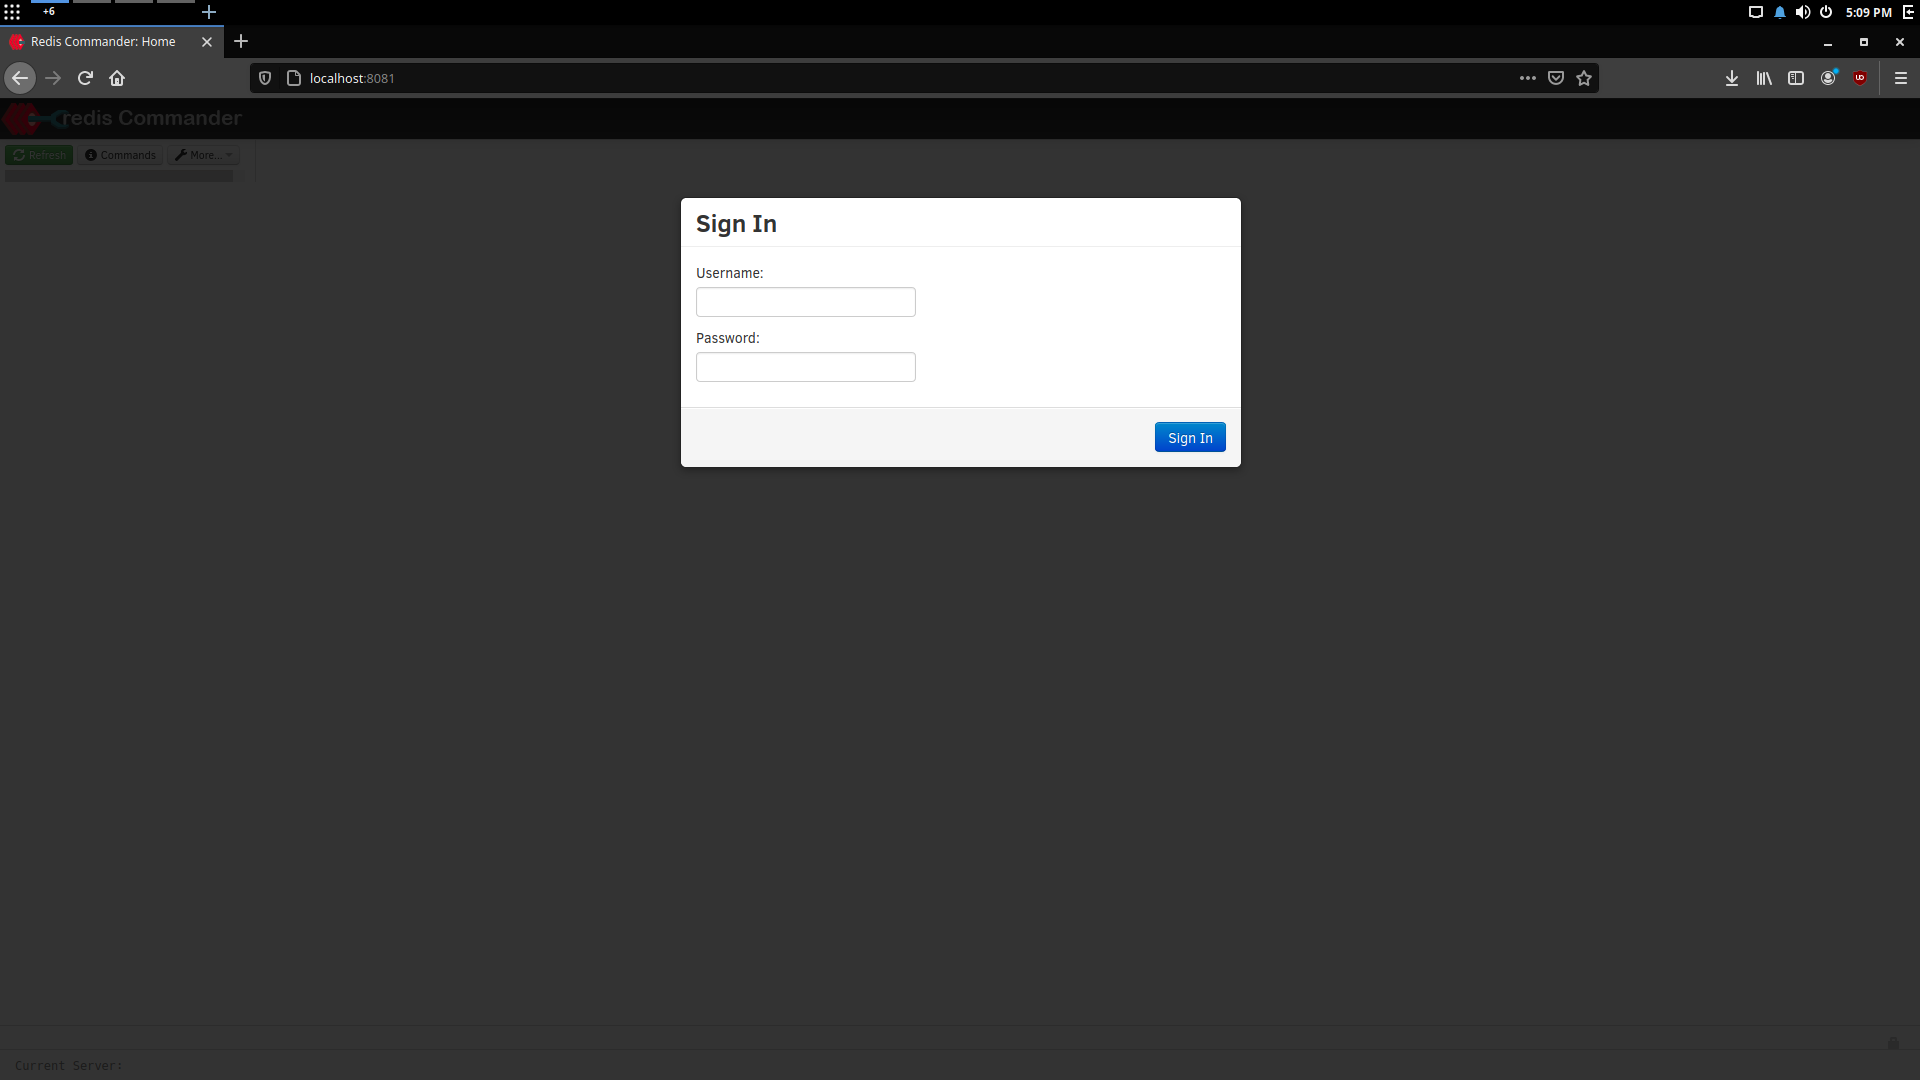 +6
5:09 PM
Redis Commander: Home
localhost:8081
redis Commander
Refresh Commands More...
Sign In
Username:
Password:
Sign In
Current Server: